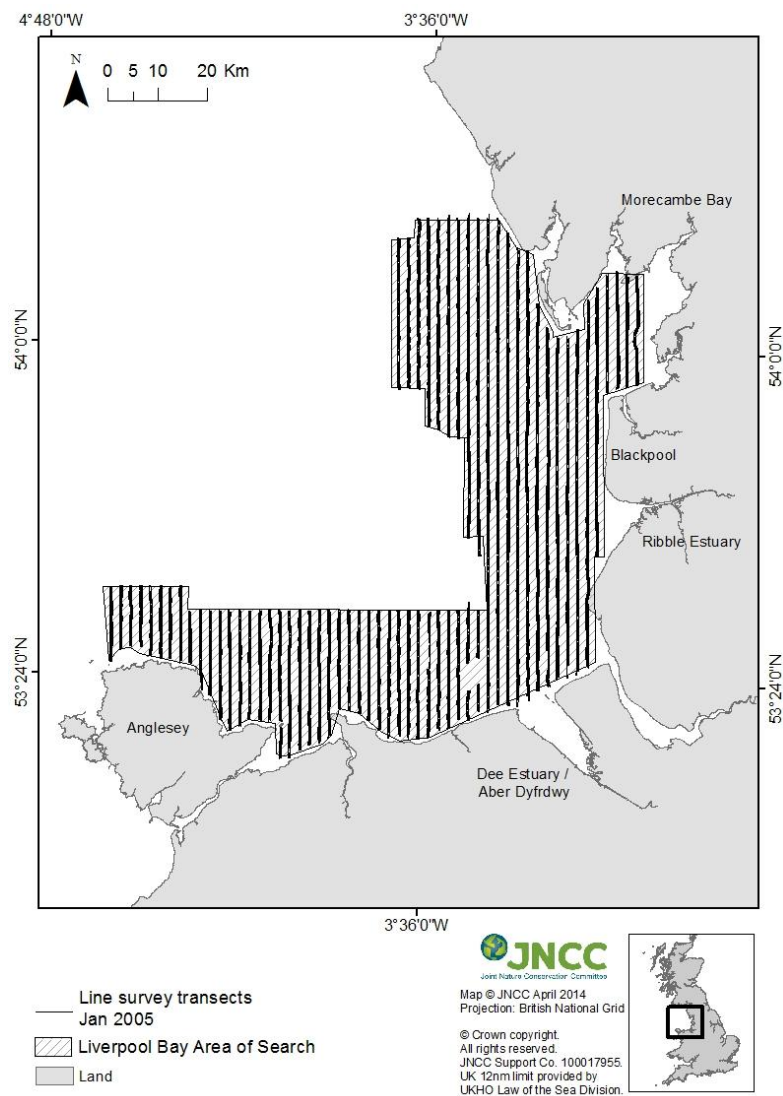 4°48'0"W
3°36'0"W
N
0 5 10 20 Km
Morecambe Bay
54°0'0"N
54°0'0"N
Blackpool
Ribble Estuary
53°24'0"N
53°24'0"N
Anglesey
Dee Estuary /
Aber Dyfrdwy
3°36'0"W
JNCC
Joint Nature Conservation Committee
Line survey transects
Jan 2005
Liverpool Bay Area of Search
Land
Map © JNCC April 2014
Projection: British National Grid
© Crown copyright.
All rights reserved.
JNCC Support Co. 100017955.
UK 12nm limit provided by
UKHO Law of the Sea Division.